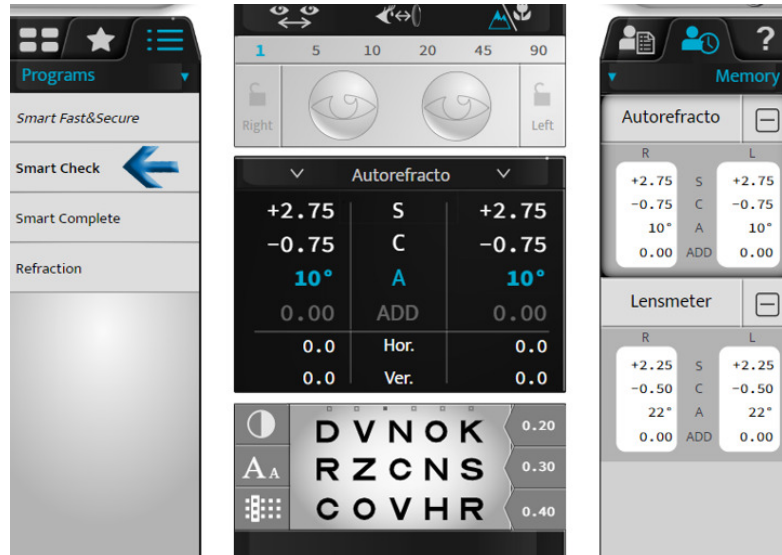 Programs
Smart Fast&Secure
Smart Check
Smart Complete
Refraction
1 5 10 20 45 90
Right Left
Autorefracto
+2.75 S +2.75
-0.75 C -0.75
10° A 10°
0.00 ADD 0.00
0.0 Hor. 0.0
0.0 Ver. 0.0
D V N O K 0.20
A A R Z C N S 0.30
C O V H R 0.40
?
Memory
Autorefracto
R L
+2.75 S +2.75
-0.75 C -0.75
10° A 10°
0.00 ADD 0.00
Lensmeter
R L
+2.25 S +2.25
-0.50 C -0.50
22° A 22°
0.00 ADD 0.00